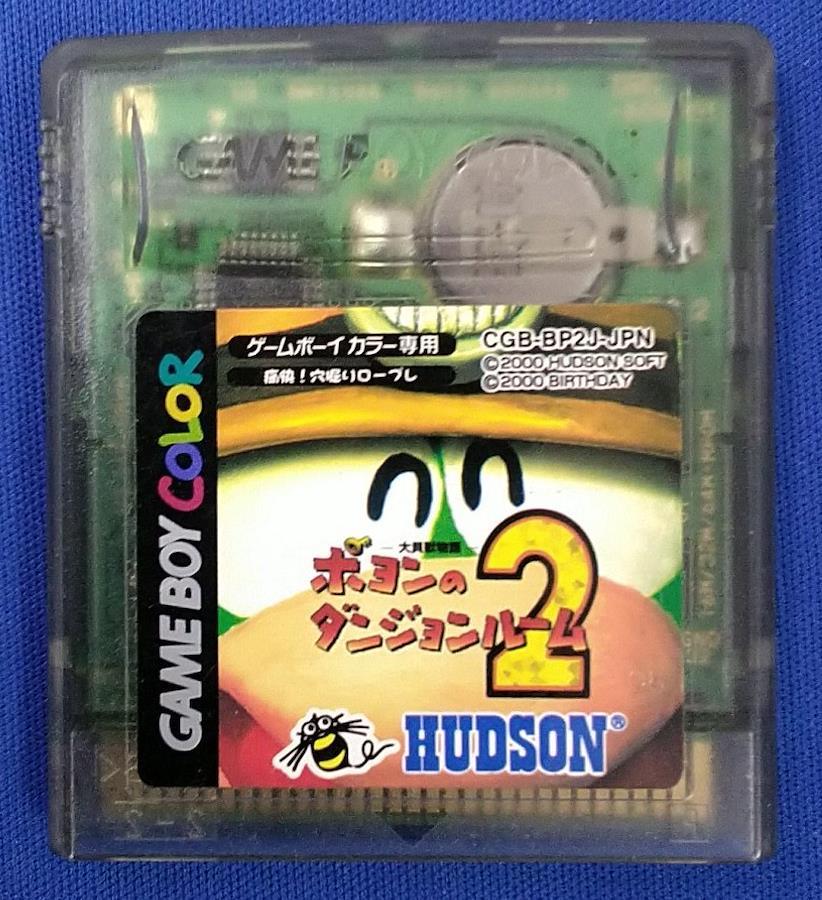 ゲームボーイカラー専用
CGB-BP2J-JPN
痛快！穴掘りロープレ
©2000 HUDSON SOFT
©2000 BIRTHDAY
GAME BOY COLOR
大貝獣物語
ポヨンの
ダンジョンルーム
2
HUDSON®